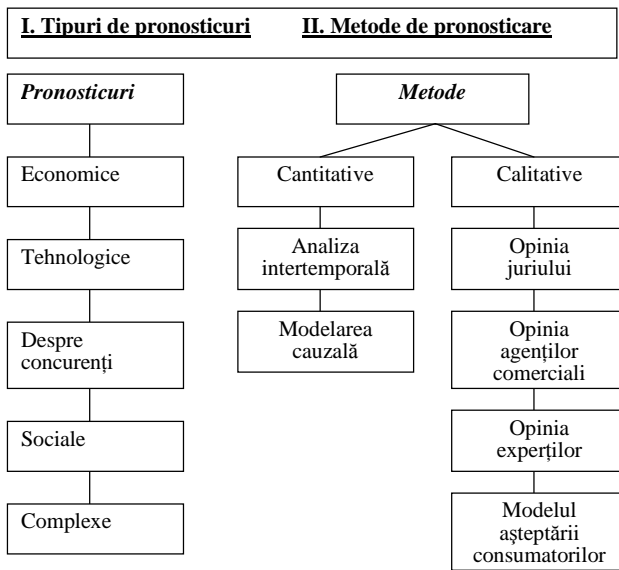 I. Tipuri de pronosticuri II. Metode de pronosticare
Pronosticuri
Economice
Tehnologice
Despre
concurenți
Sociale
Complexe
Metode
Cantitative
Analiza
intertemporală
Modelarea
cauzală
Calitative
Opinia
juriului
Opinia
agenților
comerciali
Opinia
experților
Modelul
așteptării
consumatorilor